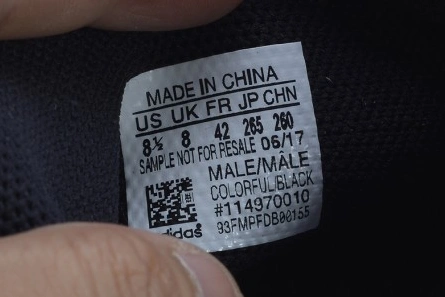 MADE IN CHINA
US UK FR JP CHN
8½ 8 42 265 260
SAMPLE NOT FOR RESALE 06/17
MALE/MÂLE
COLORFUL/BLACK
#114970010
93FMPFDB00155
adidas